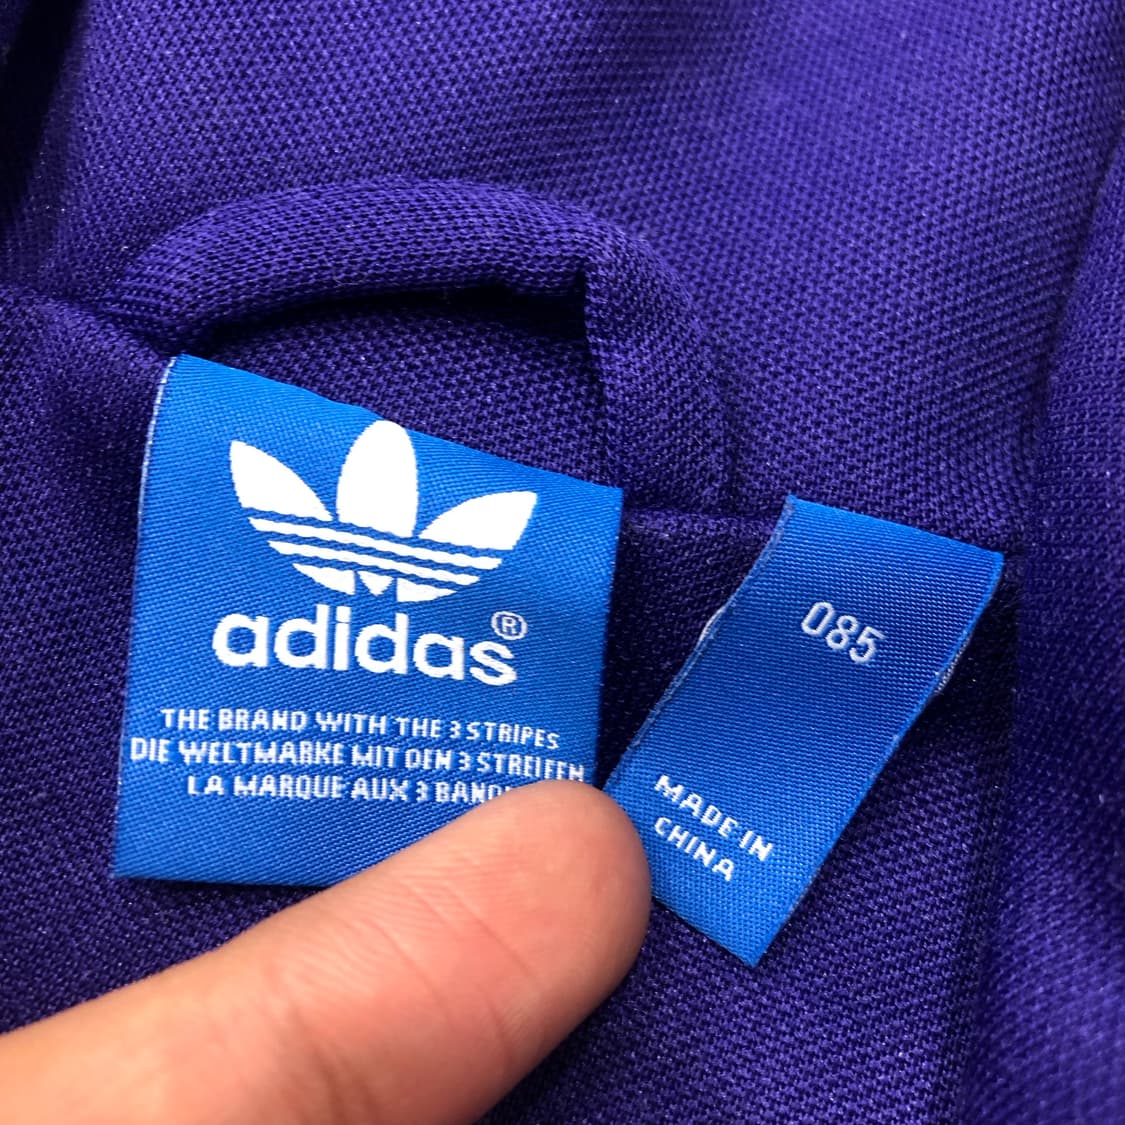 adidas®
THE BRAND WITH THE 3 STRIPES
DIE WELTMARKE MIT DEN 3 STREIFEN
LA MARQUE AUX 3
085
MADE IN
CHINA